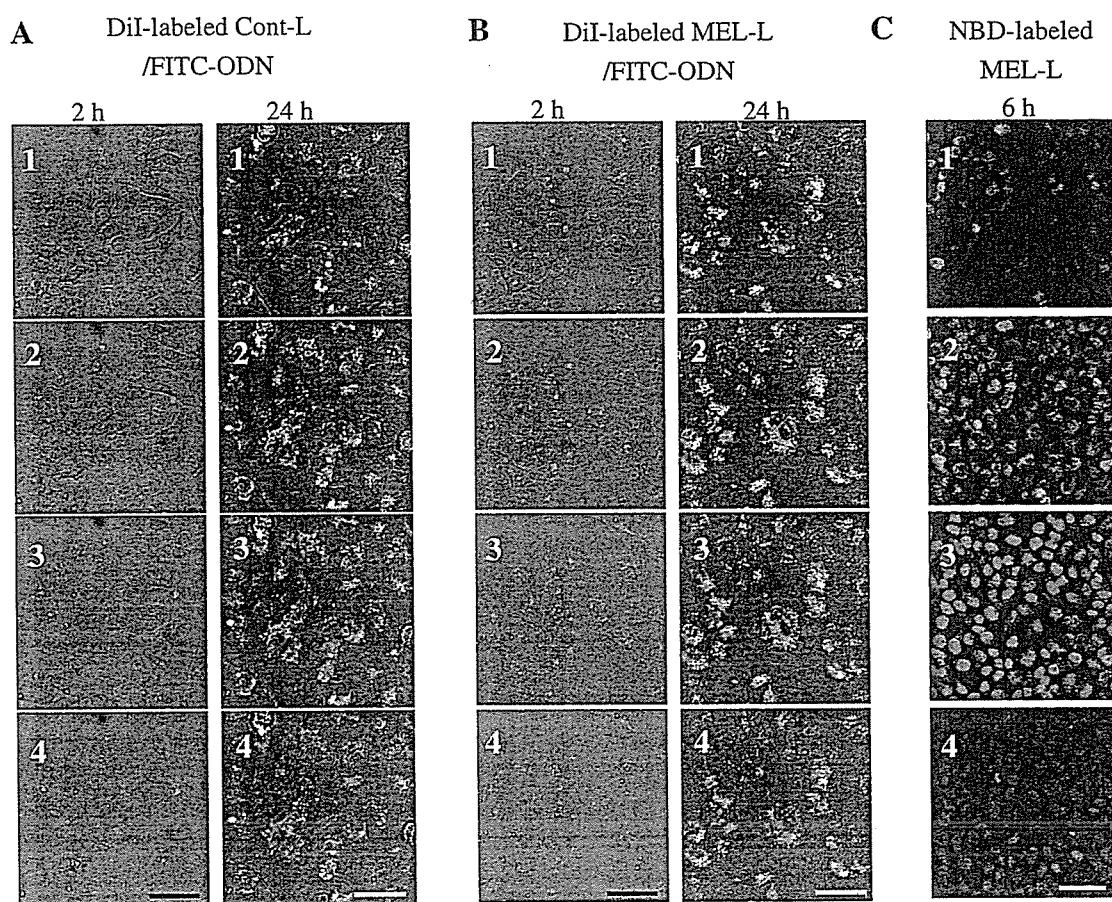 A
DiI-labeled Cont-L
/FITC-ODN
2 h
24 h
1
1
2
2
3
3
4
4
B
DiI-labeled MEL-L
/FITC-ODN
2 h
24 h
1
1
2
2
3
3
4
4
C
NBD-labeled
MEL-L
6 h
1
2
3
4